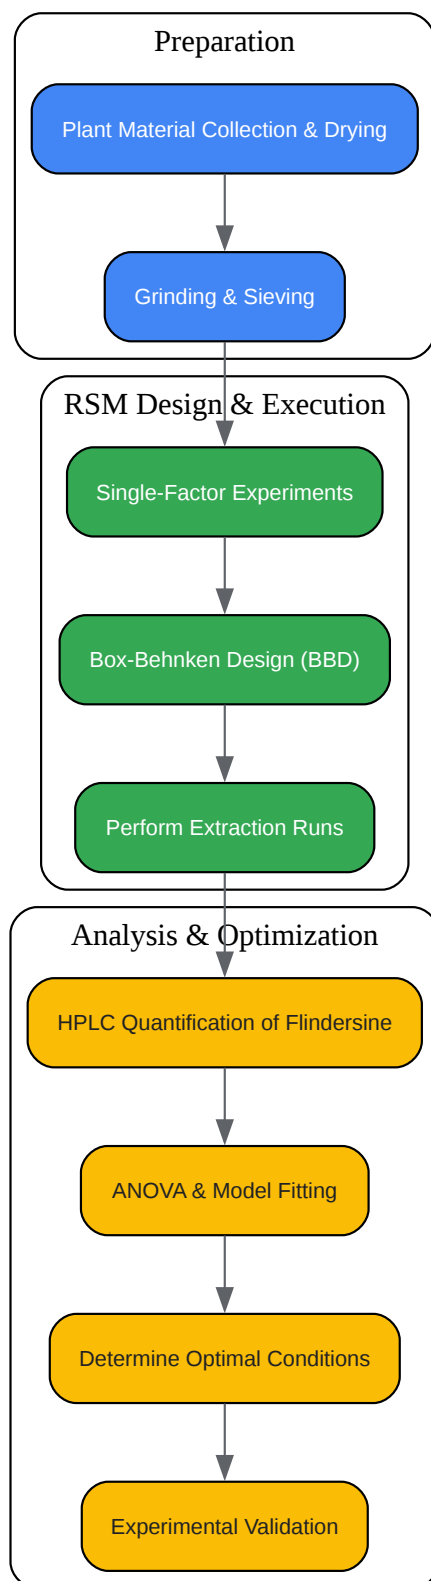 Preparation
Plant Material Collection & Drying
Grinding & Sieving
RSM Design & Execution
Single-Factor Experiments
Box-Behnken Design (BBD)
Perform Extraction Runs
Analysis & Optimization
HPLC Quantification of Flindersine
ANOVA & Model Fitting
Determine Optimal Conditions
Experimental Validation